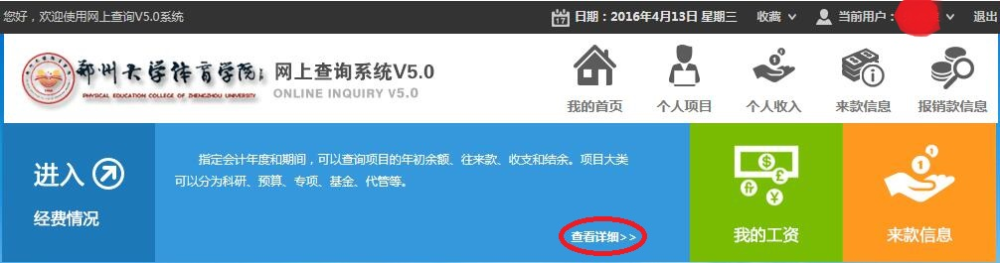 您好，欢迎使用网上查询V5.0系统
17 日期：2016年4月13日 星期三 收藏 当前用户： 退出
郑州大学体育学院
PHYSICAL EDUCATION COLLEGE OF ZHENGZHOU UNIVERSITY
网上查询系统V5.0
ONLINE INQUIRY V5.0
我的首页 个人项目 个人收入 来款信息 报销款信息
进入
经费情况
指定会计年度和期间，可以查询项目的年初余额、往来款、收支和结余。项目大类
可以分为科研、预算、专项、基金、代管等。
查看详细>>
我的工资
来款信息